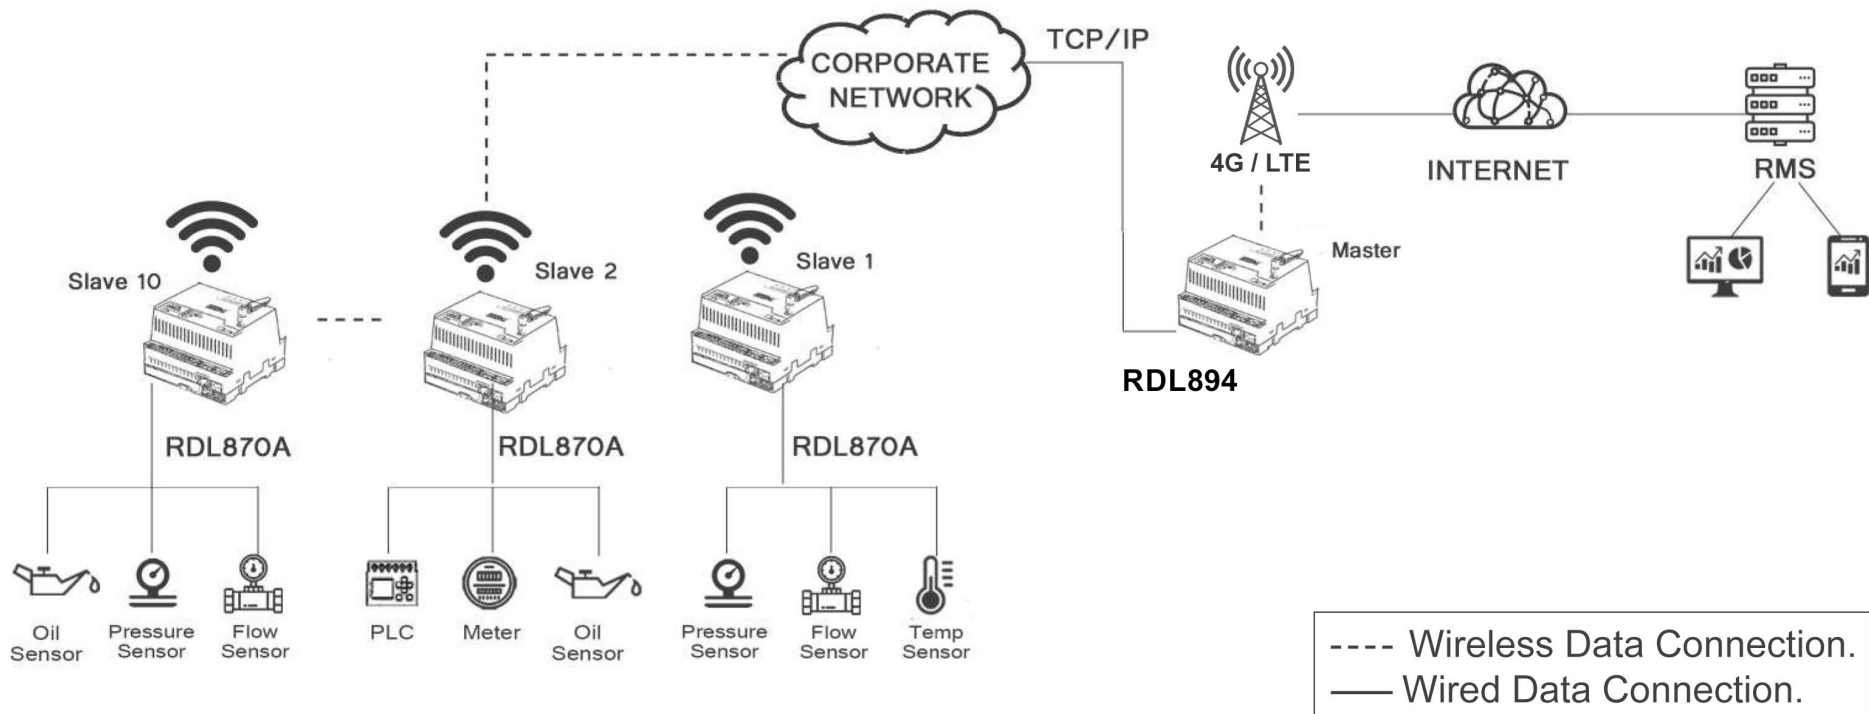 CORPORATE
NETWORK
TCP/IP
4G / LTE
INTERNET
RMS
Slave 10
Slave 2
Slave 1
Master
RDL870A
RDL870A
RDL870A
RDL894
Oil
Sensor
Pressure
Sensor
Flow
Sensor
PLC
Meter
Oil
Sensor
Pressure
Sensor
Flow
Sensor
Temp
Sensor
Wireless Data Connection.
Wired Data Connection.